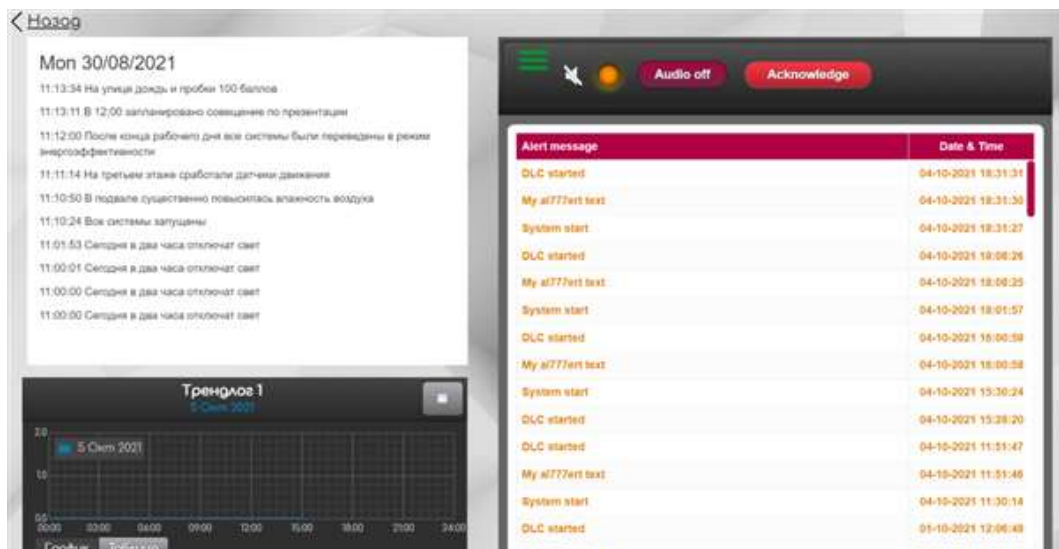 Назад
Mon 30/08/2021
11:13:34 На улице дождь и пробки 100 баллов
11:13:11 В 12:00 запланировано совещание по презентации
11:12:00 После конца рабочего дня все системы были переведены в режим
энергоэффективности
11:11:14 На третьем этаже сработали датчики движения
11:10:50 В подвале существенно повысилась влажность воздуха
11:10:24 Все системы запущены
11:01:53 Сегодня в два часа отключат свет
11:00:01 Сегодня в два часа отключат свет
11:00:00 Сегодня в два часа отключат свет
11:00:00 Сегодня в два часа отключат свет
Трендлог 1
5 Окт 2021
2.0
5 Окт 2021
1.0
0.5
00:00 03:00 06:00 09:00 12:00 15:00 18:00 21:00 24:00
График Таблица
Audio off Acknowledge
Alert message Date & Time
DLC started 04-10-2021 18:31:31
My al777ert text 04-10-2021 18:31:30
System start 04-10-2021 18:31:27
DLC started 04-10-2021 18:08:26
My al777ert text 04-10-2021 18:08:25
System start 04-10-2021 18:01:57
DLC started 04-10-2021 16:00:59
My al777ert text 04-10-2021 16:00:58
System start 04-10-2021 15:30:24
DLC started 04-10-2021 15:28:20
DLC started 04-10-2021 11:51:47
My al777ert text 04-10-2021 11:51:46
System start 04-10-2021 11:30:14
DLC started 01-10-2021 12:06:49